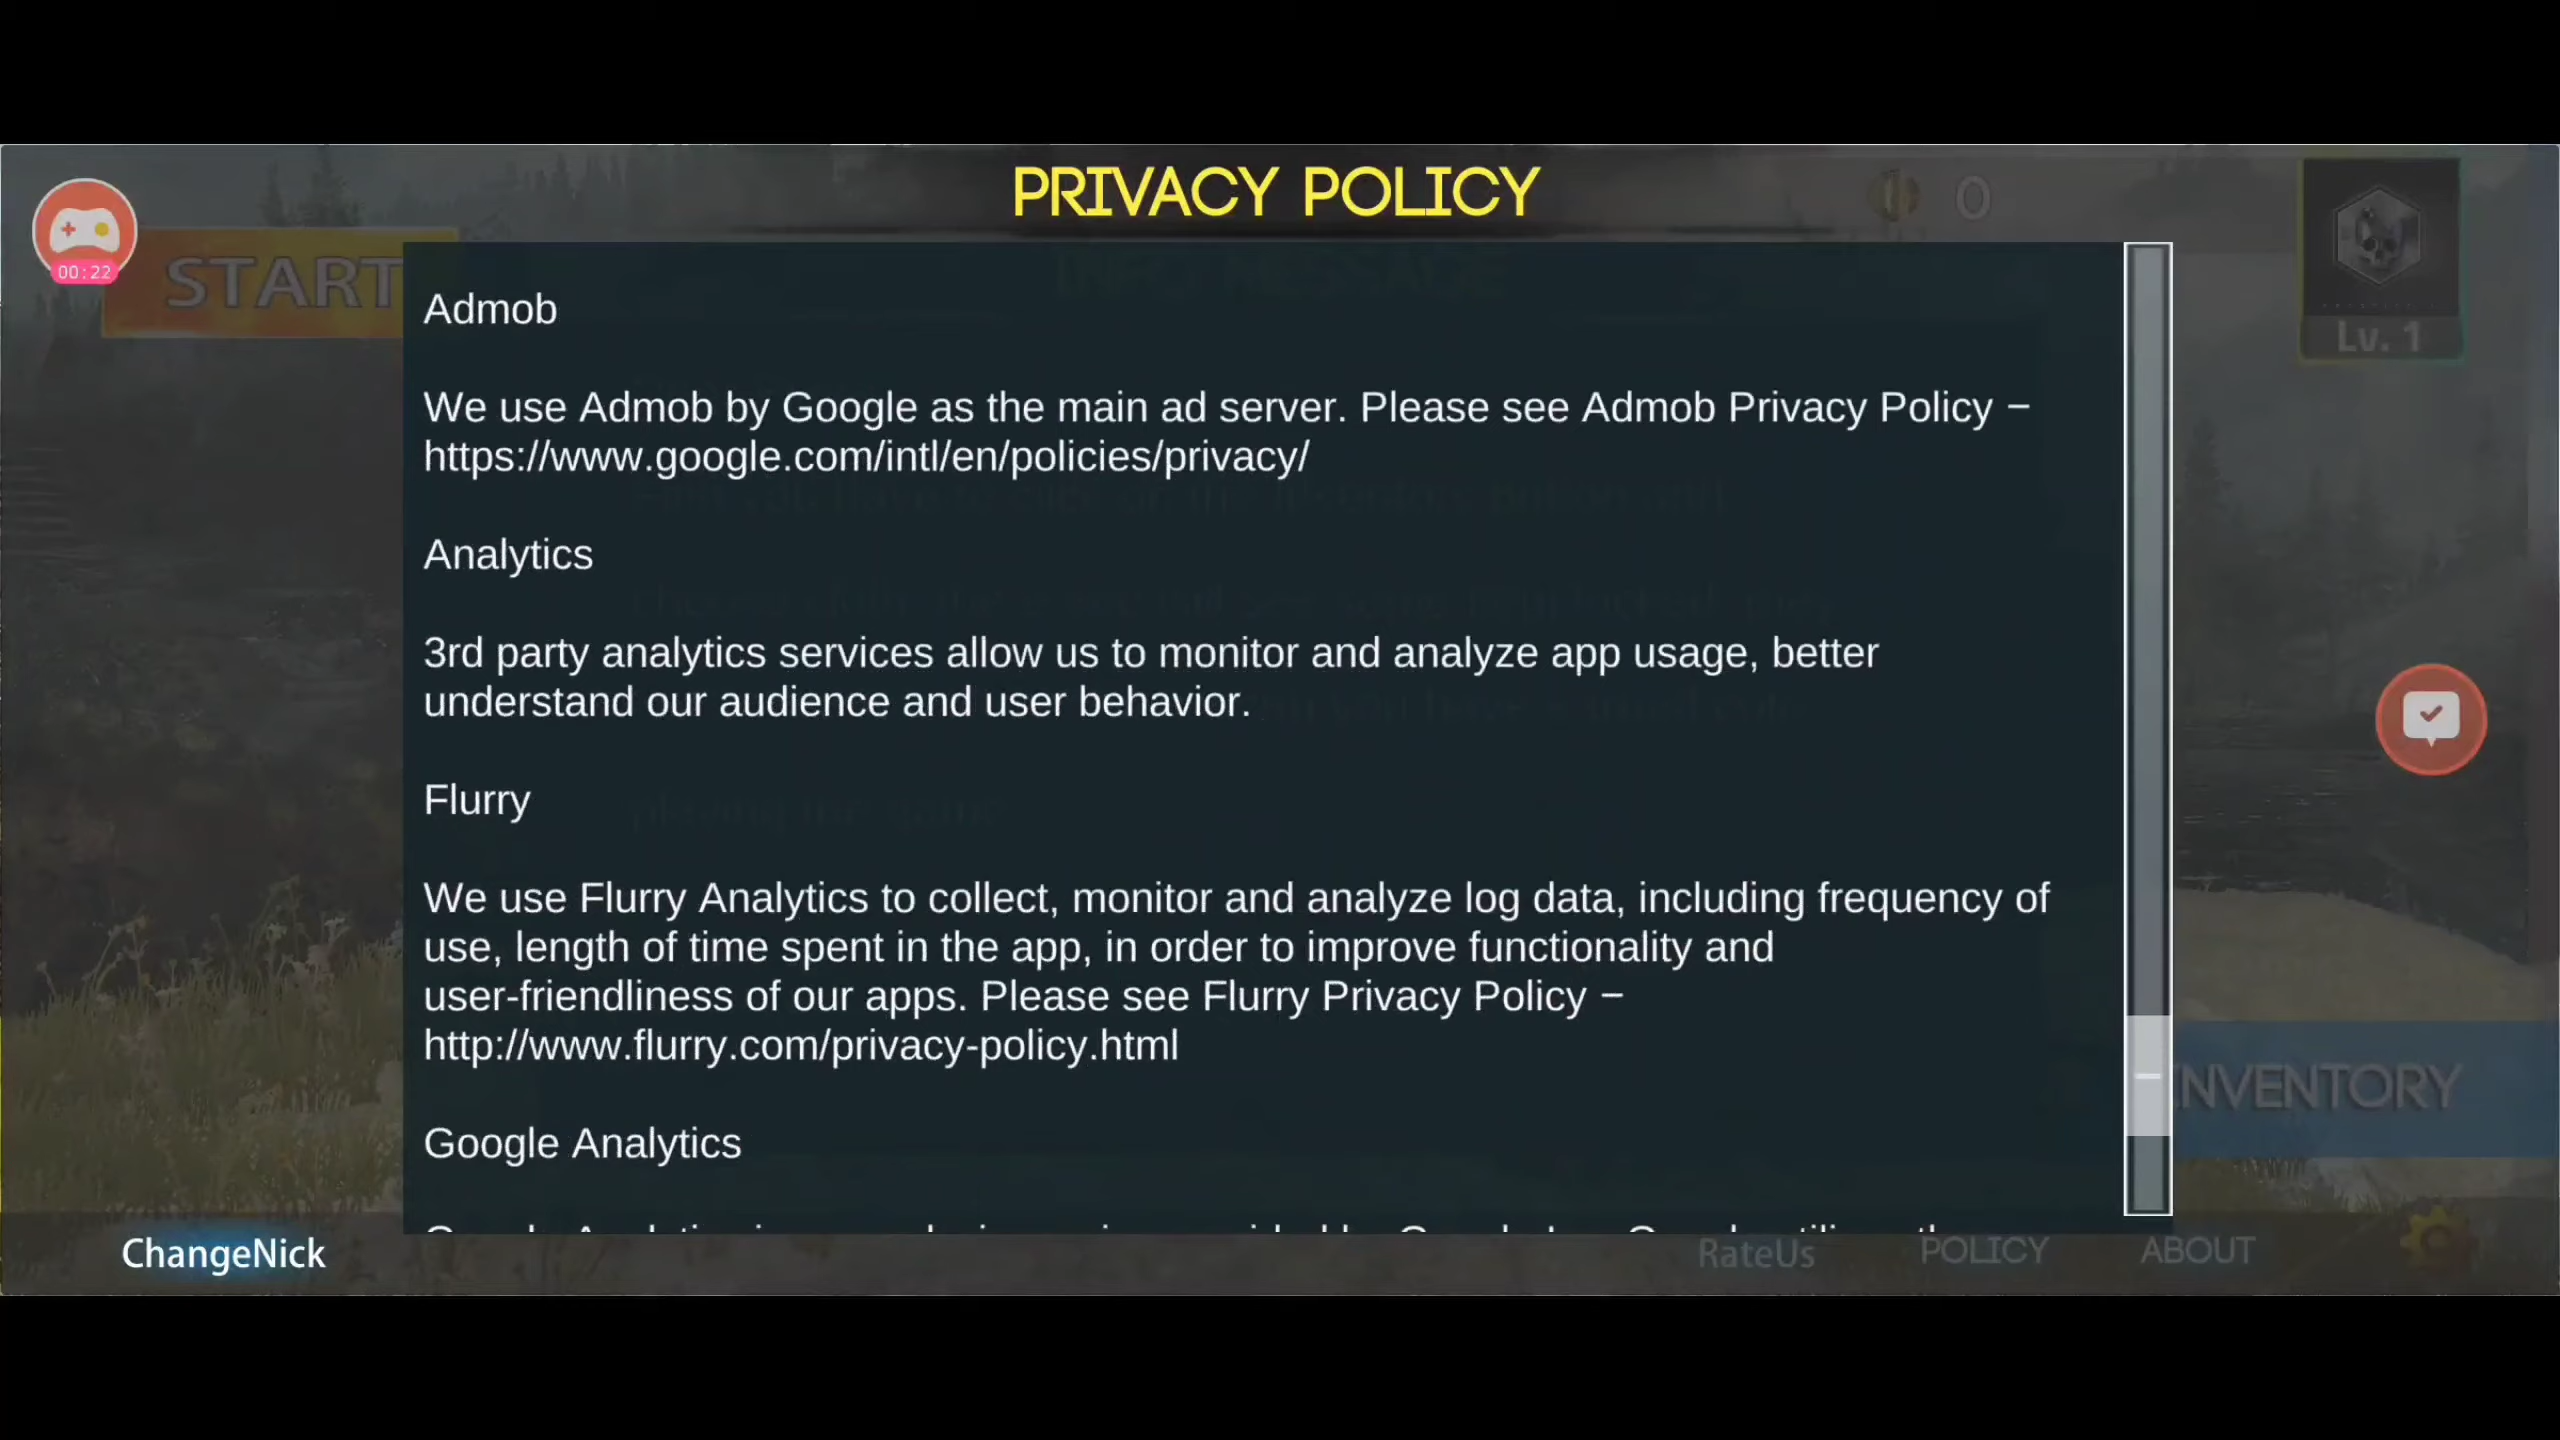 PRIVACY POLICY
0
00:22
START
Lv. 1
Admob
We use Admob by Google as the main ad server. Please see Admob Privacy Policy –
https://www.google.com/intl/en/policies/privacy/
Analytics
3rd party analytics services allow us to monitor and analyze app usage, better
understand our audience and user behavior.
Flurry
We use Flurry Analytics to collect, monitor and analyze log data, including frequency of
use, length of time spent in the app, in order to improve functionality and
user-friendliness of our apps. Please see Flurry Privacy Policy –
http://www.flurry.com/privacy-policy.html
INVENTORY
Google Analytics
ChangeNick
RateUs
POLICY
ABOUT